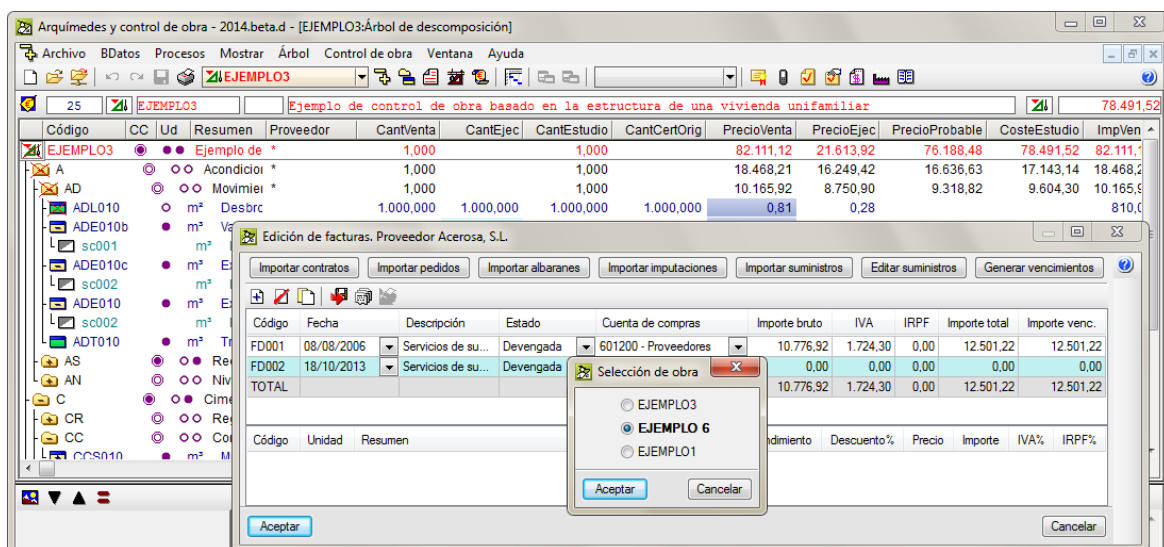 Arquímedes y control de obra - 2014.beta.d - [EJEMPLO3:Árbol de descomposición]
Archivo BDatos Procesos Mostrar Árbol Control de obra Ventana Ayuda
EJEMPLO3
25 EJEMPLO3 Ejemplo de control de obra basado en la estructura de una vivienda unifamiliar 78.491,52
Código CC Ud Resumen Proveedor CantVenta CantEjec CantEstudio CantCertOrig PrecioVenta PrecioEjec PrecioProbable CosteEstudio ImpVen
EJEMPLO3 Ejemplo de * 1,000 1,000 82.111,12 21.613,92 76.188,48 78.491,52 82.111,1
A Acondicio * 1,000 1,000 18.468,21 16.249,42 16.636,63 17.143,14 18.468,2
AD Movimie * 1,000 1,000 10.165,92 8.750,90 9.318,82 9.604,30 10.165,9
ADL010 m² Desbrc 1.000,000 1.000,000 1.000,000 1.000,000 0,81 0,28 810,0
ADE010b m³ Va
sc001 m³
ADE010c m³ E
sc002 m³
ADE010 m³ E
sc002 m³
ADT010 m³ Tr
AS Re
AN Niv
C Cime
CR Re
CC Co
CCS010 m³ M
Edición de facturas. Proveedor Acerosa, S.L.
Importar contratos Importar pedidos Importar albaranes Importar imputaciones Importar suministros Editar suministros Generar vencimientos
Código Fecha Descripción Estado Cuenta de compras Importe bruto IVA IRPF Importe total Importe venc.
FD001 08/08/2006 Servicios de su... Devengada 601200 - Proveedores 10.776,92 1.724,30 0,00 12.501,22 12.501,22
FD002 18/10/2013 Servicios de su... Devengada 0,00 0,00 0,00 0,00 0,00
TOTAL 10.776,92 1.724,30 0,00 12.501,22 12.501,22
Código Unidad Resumen ndimiento Descuento% Precio Importe IVA% IRPF%
Selección de obra
EJEMPLO3
EJEMPLO 6
EJEMPLO1
Aceptar Cancelar
Aceptar Cancelar